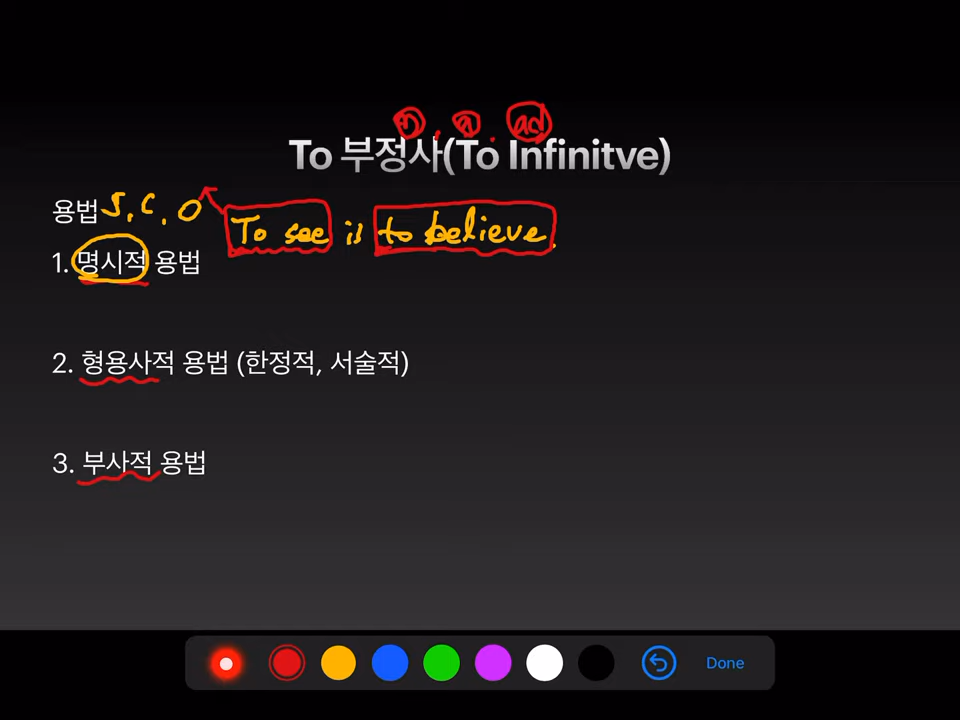 n, a, ad
To 부정사(To Infinitve)
용법 S, C, O
To see is to believe.
1. 명시적 용법
2. 형용사적 용법 (한정적, 서술적)
3. 부사적 용법
Done